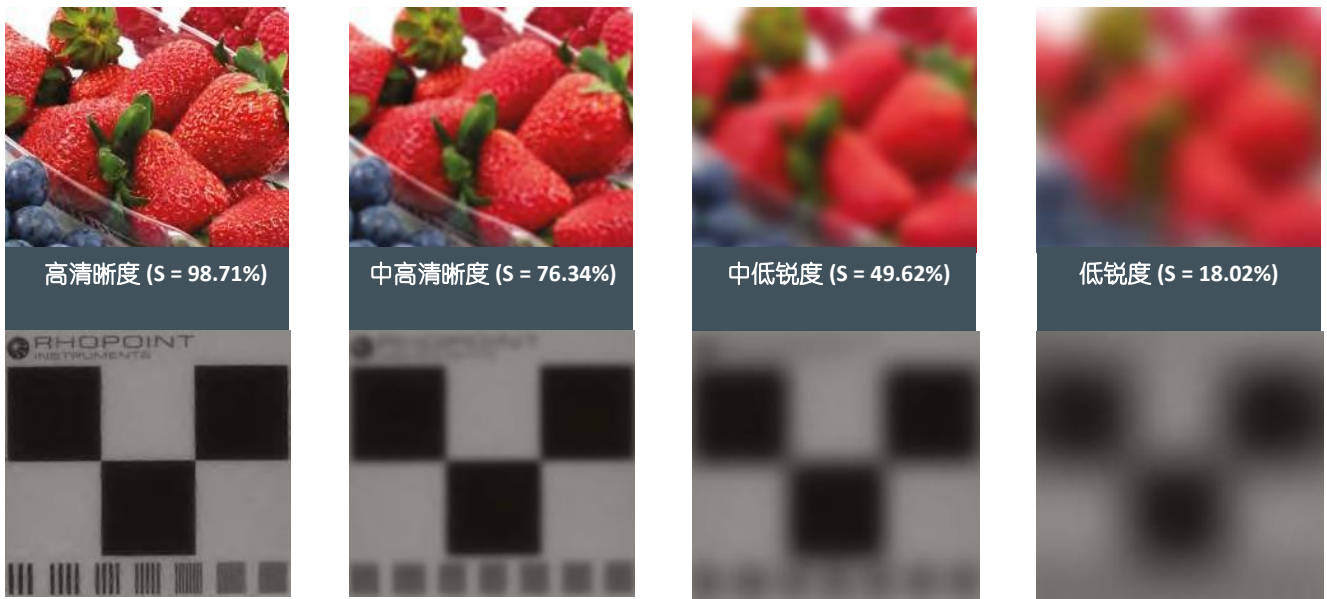 高清晰度 (S = 98.71%)
中高清晰度 (S = 76.34%)
中低锐度 (S = 49.62%)
低锐度 (S = 18.02%)
RHOPOINT
INSTRUMENTS